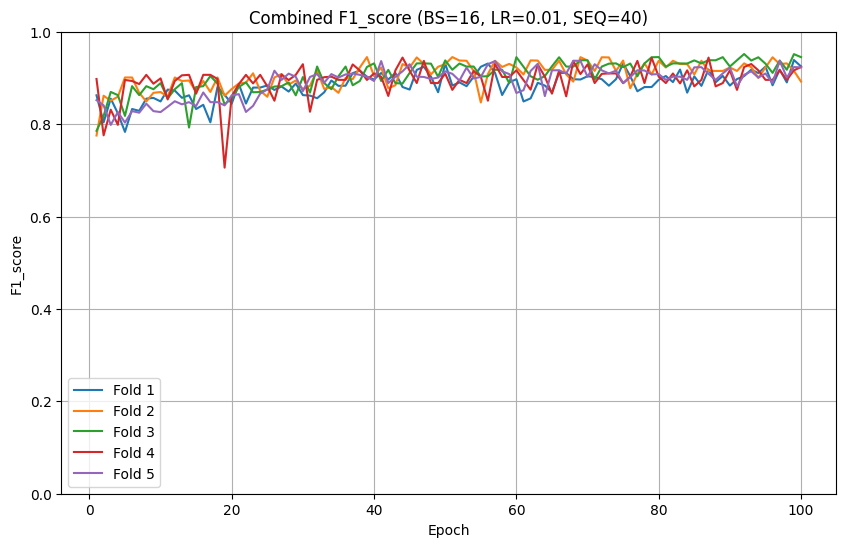 Combined F1_score (BS=16, LR=0.01, SEQ=40)
1.0
0.8
0.6
0.4
0.2
0.0
F1_score
Fold 1
Fold 2
Fold 3
Fold 4
Fold 5
0 20 40 60 80 100
Epoch